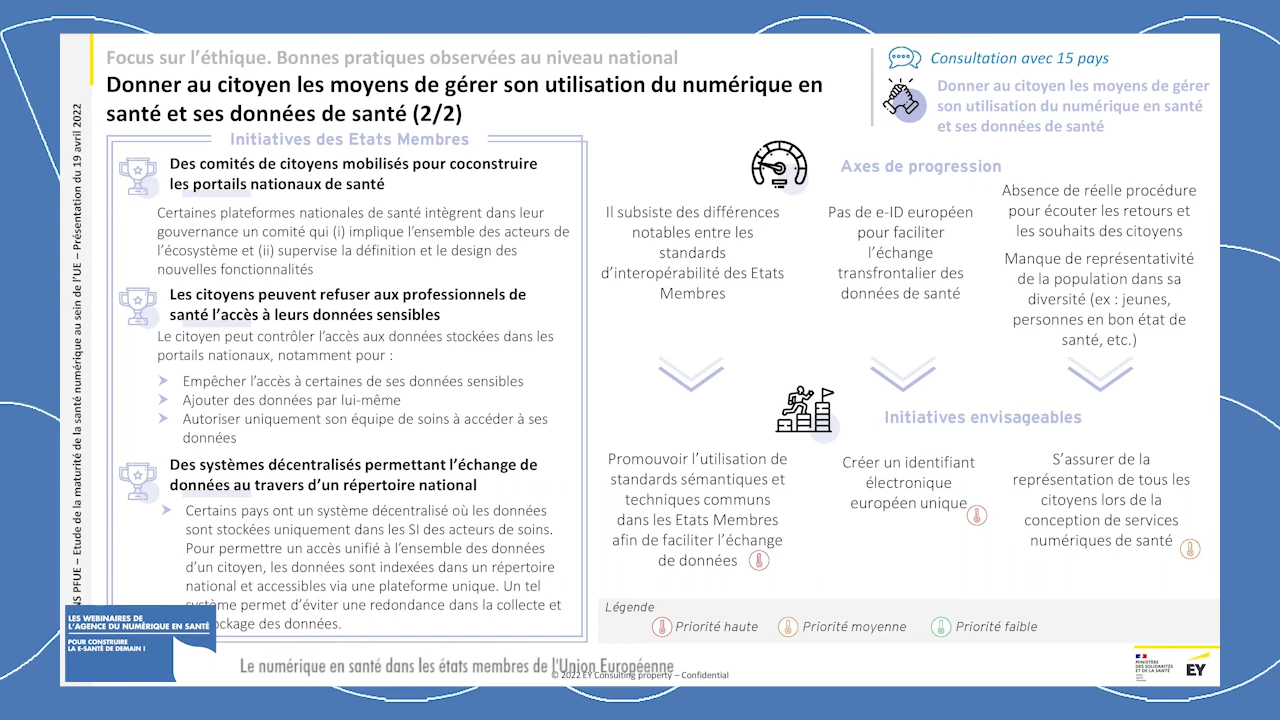 Focus sur l’éthique. Bonnes pratiques observées au niveau national
Donner au citoyen les moyens de gérer son utilisation du numérique en
santé et ses données de santé (2/2)
Consultation avec 15 pays
Donner au citoyen les moyens de gérer
son utilisation du numérique en santé
et ses données de santé
NS PFUE – Etude de la maturité de la santé numérique au sein de l’UE – Présentation du 19 avril 2022
Initiatives des Etats Membres
Des comités de citoyens mobilisés pour coconstruire
les portails nationaux de santé
Certaines plateformes nationales de santé intègrent dans leur
gouvernance un comité qui (i) implique l’ensemble des acteurs de
l’écosystème et (ii) supervise la définition et le design des
nouvelles fonctionnalités
Les citoyens peuvent refuser aux professionnels de
santé l’accès à leurs données sensibles
Le citoyen peut contrôler l’accès aux données stockées dans les
portails nationaux, notamment pour :
Empêcher l’accès à certaines de ses données sensibles
Ajouter des données par lui-même
Autoriser uniquement son équipe de soins à accéder à ses
données
Des systèmes décentralisés permettant l’échange de
données au travers d’un répertoire national
Certains pays ont un système décentralisé où les données
sont stockées uniquement dans les SI des acteurs de soins.
Pour permettre un accès unifié à l’ensemble des données
d’un citoyen, les données sont indexées dans un répertoire
national et accessibles via une plateforme unique. Un tel
système permet d’éviter une redondance dans la collecte et
ockage des données.
Axes de progression
Il subsiste des différences
notables entre les
standards
d’interopérabilité des Etats
Membres
Pas de e-ID européen
pour faciliter
l’échange
transfrontalier des
données de santé
Absence de réelle procédure
pour écouter les retours et
les souhaits des citoyens
Manque de représentativité
de la population dans sa
diversité (ex : jeunes,
personnes en bon état de
santé, etc.)
Initiatives envisageables
Promouvoir l’utilisation de
standards sémantiques et
techniques communs
dans les Etats Membres
afin de faciliter l’échange
de données
Créer un identifiant
électronique
européen unique
S’assurer de la
représentation de tous les
citoyens lors de la
conception de services
numériques de santé
Légende
Priorité haute
Priorité moyenne
Priorité faible
LES WEBINAIRES DE
L’AGENCE DU NUMÉRIQUE EN SANTÉ
POUR CONSTRUIRE
LA E-SANTÉ DE DEMAIN !
Le numérique en santé dans les états membres de l'Union Européenne
© 2022 EY Consulting property – Confidential
MINISTÈRE
DES SOLIDARITÉS
ET DE LA SANTÉ
EY